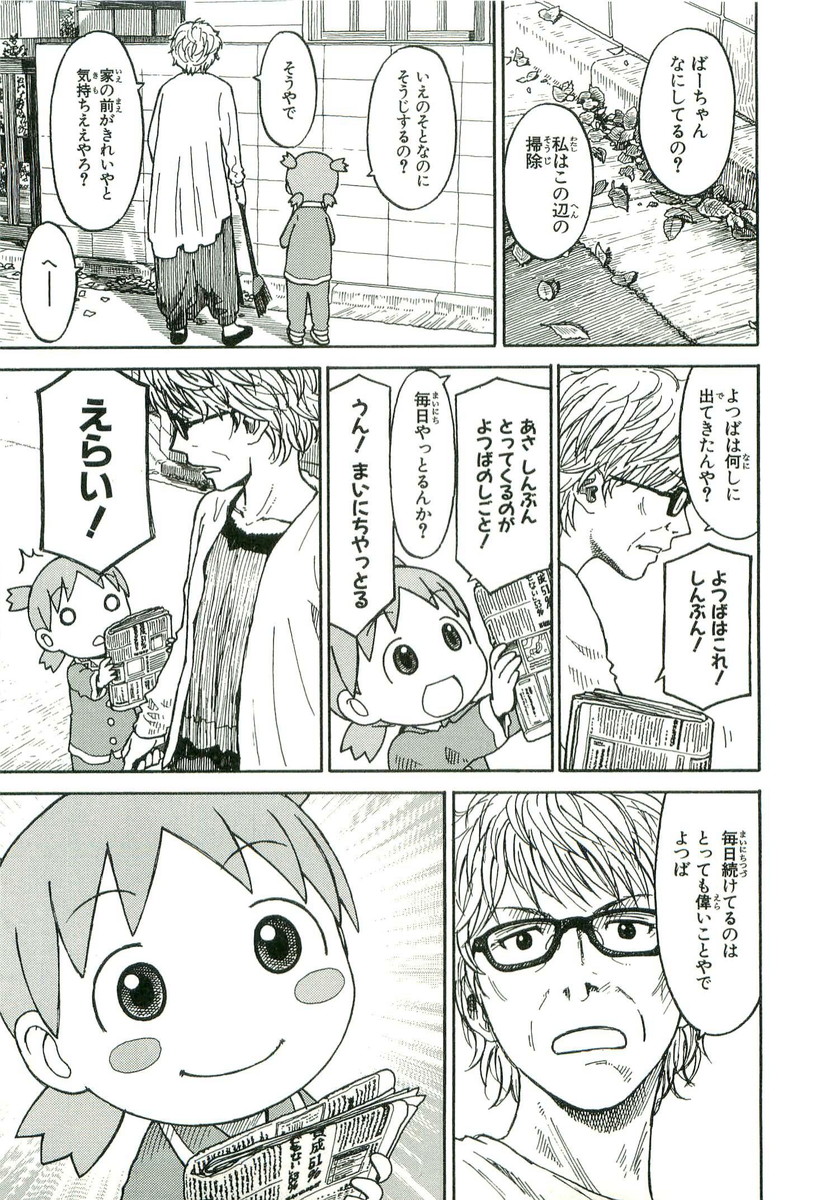 ばーちゃん
なにしてるの?
私はこの辺の
掃除
いえのそとなのに
そうじするの?
そうやで
家の前がきれいやと
気持ちええやろ?
へー
よつばは何しに
出てきたんや?
よつばはこれ!
しんぶん!
あさ しんぶん
とってくるのが
よつばのしごと!
毎日やっとるんか?
うん! まいにちやっとる
えらい!
毎日続けてるのは
とっても偉いことやで
よつば